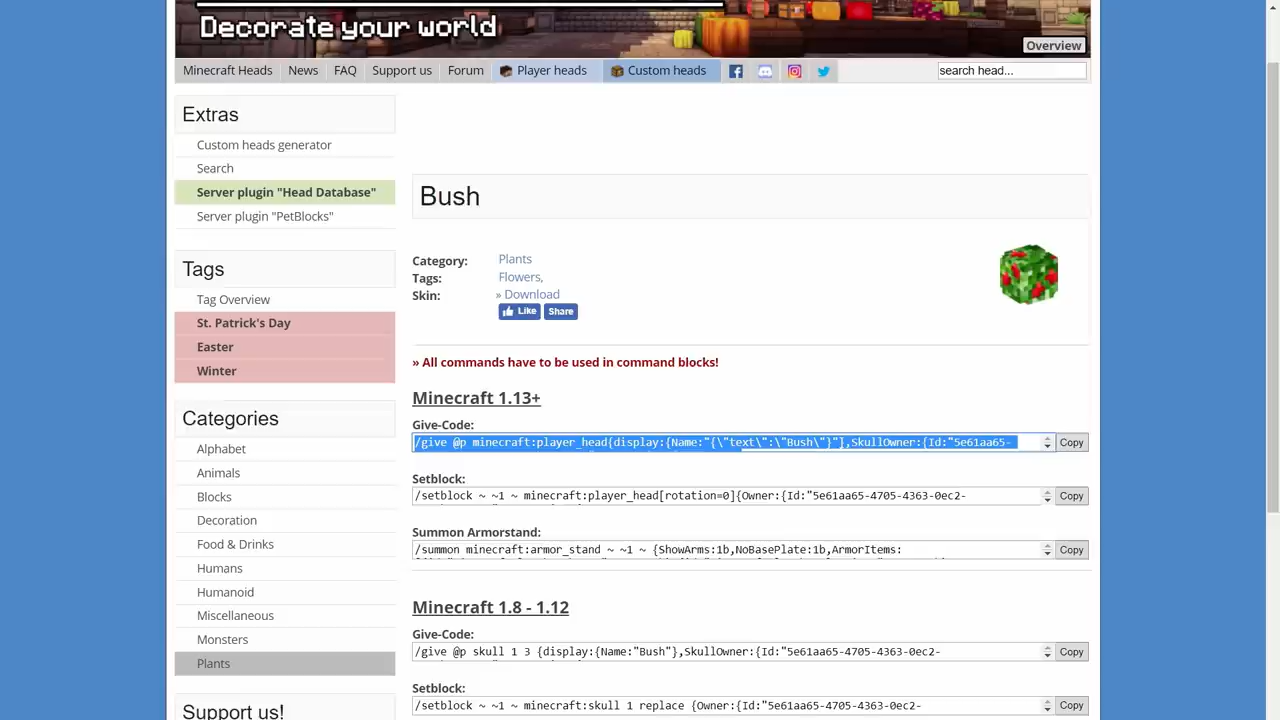 Decorate your world
Overview
Minecraft Heads News FAQ Support us Forum Player heads Custom heads search head...
Extras
Custom heads generator
Search
Server plugin "Head Database"
Server plugin "PetBlocks"
Tags
Tag Overview
St. Patrick's Day
Easter
Winter
Categories
Alphabet
Animals
Blocks
Decoration
Food & Drinks
Humans
Humanoid
Miscellaneous
Monsters
Plants
Support us!
Bush
Category: Plants
Tags: Flowers,
Skin: » Download
Like Share
» All commands have to be used in command blocks!
Minecraft 1.13+
Give-Code:
/give @p minecraft:player_head{display:{Name:"{\"text\":\"Bush\"}"},SkullOwner:{Id:"5e61aa65- Copy
Setblock:
/setblock ~ ~1 ~ minecraft:player_head[rotation=0]{Owner:{Id:"5e61aa65-4705-4363-0ec2- Copy
Summon Armorstand:
/summon minecraft:armor_stand ~ ~1 ~ {ShowArms:1b,NoBasePlate:1b,ArmorItems: Copy
Minecraft 1.8 - 1.12
Give-Code:
/give @p skull 1 3 {display:{Name:"Bush"},SkullOwner:{Id:"5e61aa65-4705-4363-0ec2- Copy
Setblock:
/setblock ~ ~1 ~ minecraft:skull 1 replace {Owner:{Id:"5e61aa65-4705-4363-0ec2- Copy